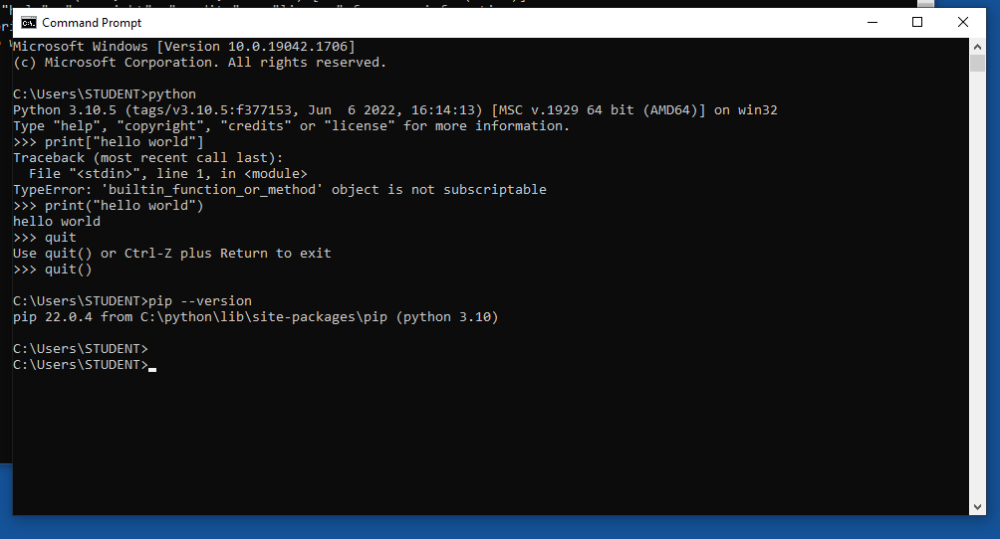 Command Prompt
Microsoft Windows [Version 10.0.19042.1706]
(c) Microsoft Corporation. All rights reserved.
C:\Users\STUDENT>python
Python 3.10.5 (tags/v3.10.5:f377153, Jun  6 2022, 16:14:13) [MSC v.1929 64 bit (AMD64)] on win32
Type "help", "copyright", "credits" or "license" for more information.
>>> print["hello world"]
Traceback (most recent call last):
  File "<stdin>", line 1, in <module>
TypeError: 'builtin_function_or_method' object is not subscriptable
>>> print("hello world")
hello world
>>> quit
Use quit() or Ctrl-Z plus Return to exit
>>> quit()
C:\Users\STUDENT>pip --version
pip 22.0.4 from C:\python\lib\site-packages\pip (python 3.10)
C:\Users\STUDENT>
C:\Users\STUDENT>